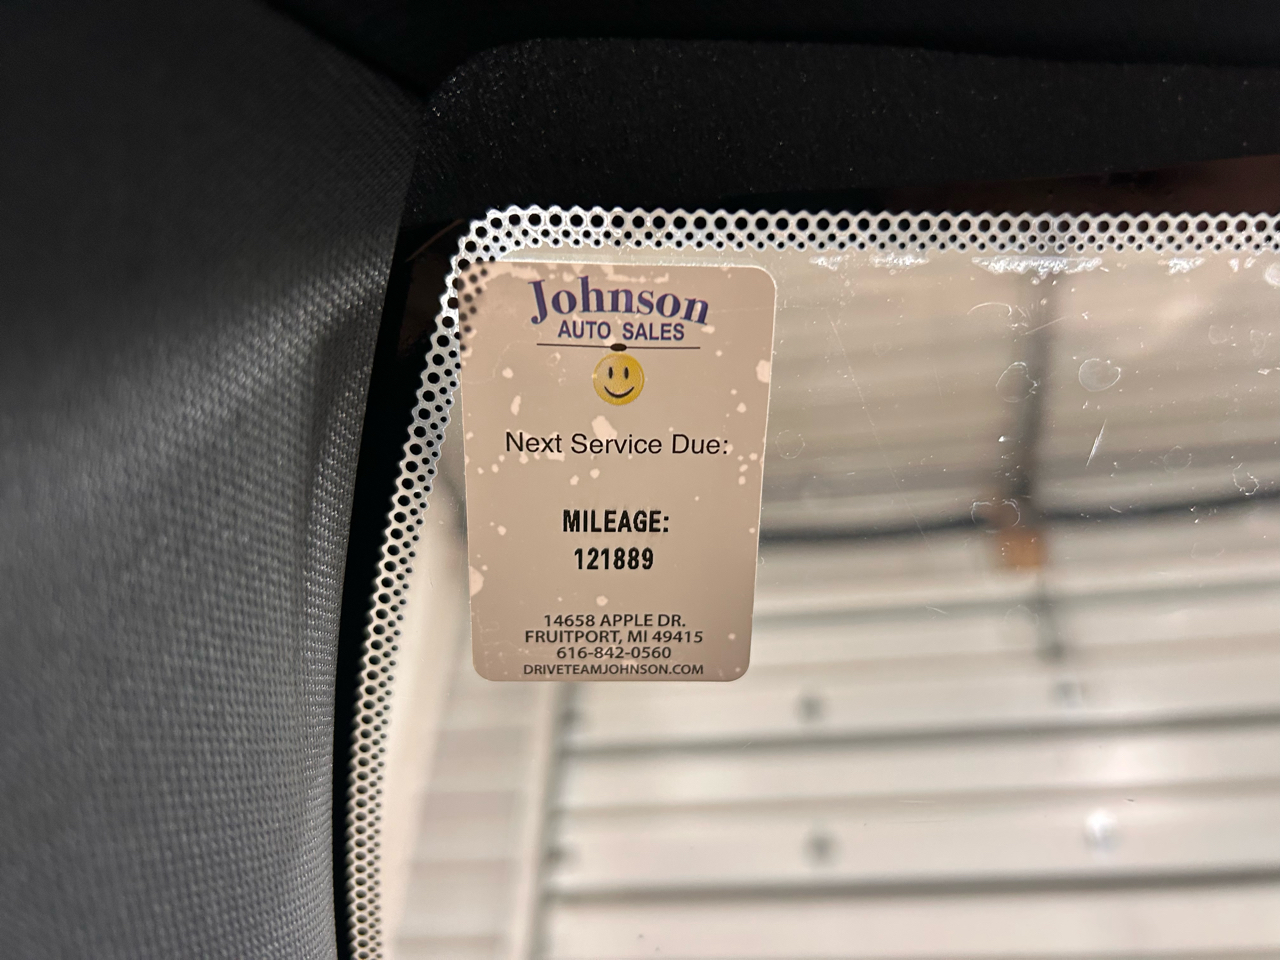 Johnson
AUTO SALES
Next Service Due:
MILEAGE:
121889
14658 APPLE DR.
FRUITPORT, MI 49415
616-842-0560
DRIVETEAMJOHNSON.COM